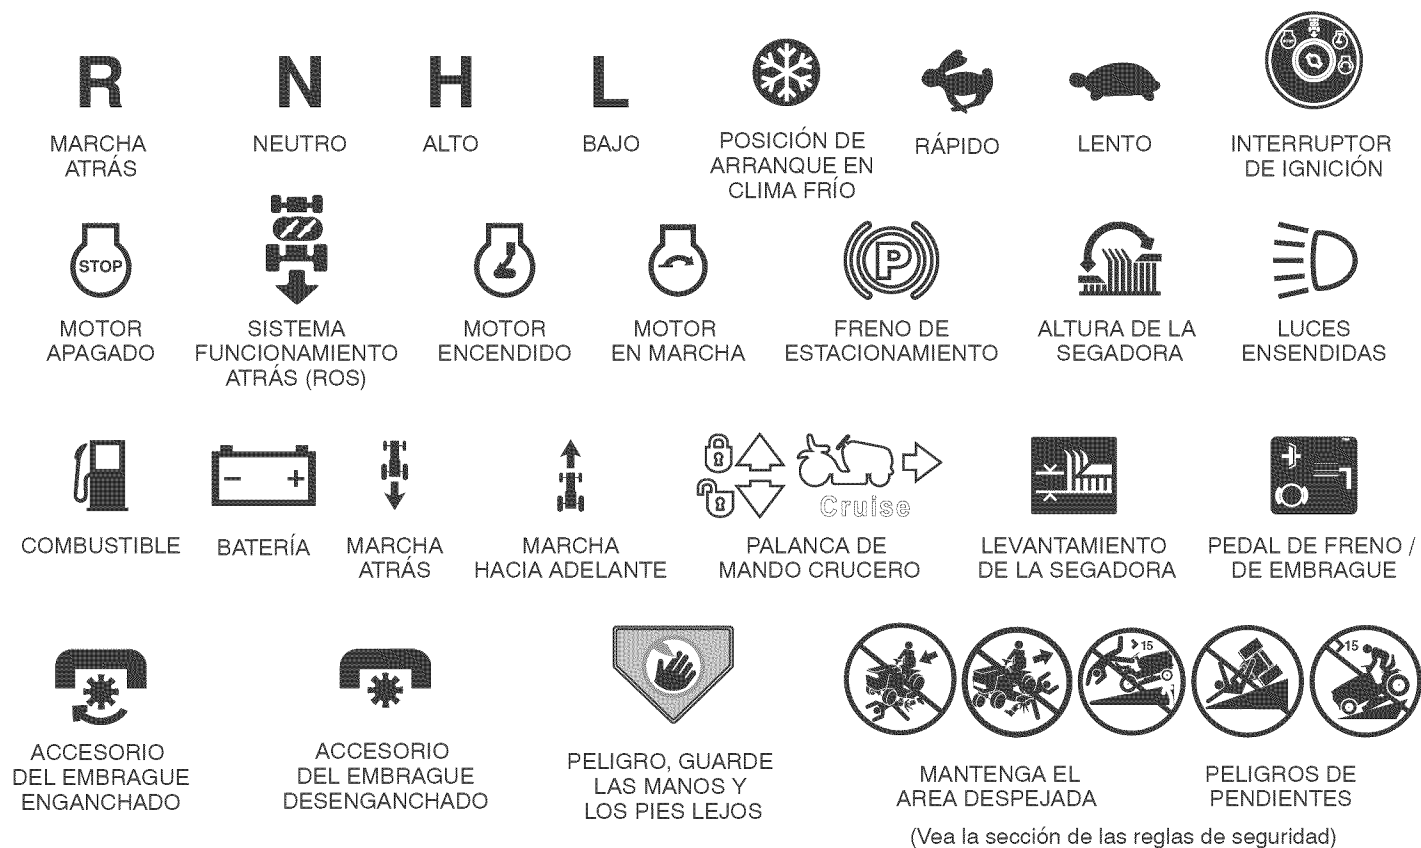 R
N
H
L
MARCHA
ATRÁS
NEUTRO
ALTO
BAJO
POSICIÓN DE
ARRANQUE EN
CLIMA FRÍO
RÁPIDO
LENTO
INTERRUPTOR
DE IGNICIÓN
STOP
P
MOTOR
APAGADO
SISTEMA
FUNCIONAMIENTO
ATRÁS (ROS)
MOTOR
ENCENDIDO
MOTOR
EN MARCHA
FRENO DE
ESTACIONAMIENTO
ALTURA DE LA
SEGADORA
LUCES
ENSENDIDAS
Cruise
COMBUSTIBLE
BATERÍA
MARCHA
ATRÁS
MARCHA
HACIA ADELANTE
PALANCA DE
MANDO CRUCERO
LEVANTAMIENTO
DE LA SEGADORA
PEDAL DE FRENO /
DE EMBRAGUE
>15
>15
ACCESORIO
DEL EMBRAGUE
ENGANCHADO
ACCESORIO
DEL EMBRAGUE
DESENGANCHADO
PELIGRO, GUARDE
LAS MANOS Y
LOS PIES LEJOS
MANTENGA EL
AREA DESPEJADA
PELIGROS DE
PENDIENTES
(Vea la sección de las reglas de seguridad)